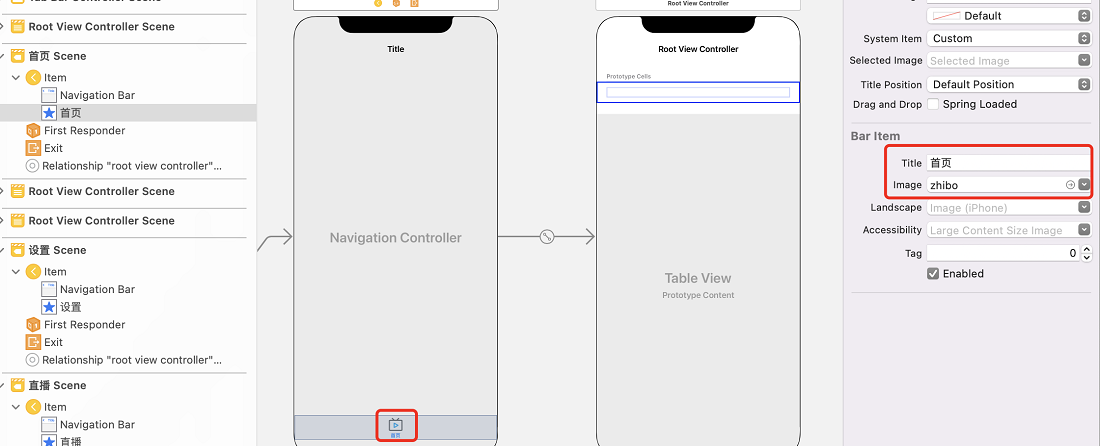 Tab Bar Controller Scene
Root View Controller Scene
首页 Scene
Item
Navigation Bar
首页
First Responder
Exit
Relationship "root view controller"...
Root View Controller Scene
Root View Controller Scene
设置 Scene
Item
Navigation Bar
设置
First Responder
Exit
Relationship "root view controller"...
直播 Scene
Item
Navigation Bar
直播
Title
Navigation Controller
首页
Root View Controller
Root View Controller
Prototype Cells
Table View
Prototype Content
Default
System Item
Custom
Selected Image
Selected Image
Title Position
Default Position
Drag and Drop
Spring Loaded
Bar Item
Title
首页
Image
zhibo
Landscape
Image (iPhone)
Accessibility
Large Content Size Image
Tag
0
Enabled